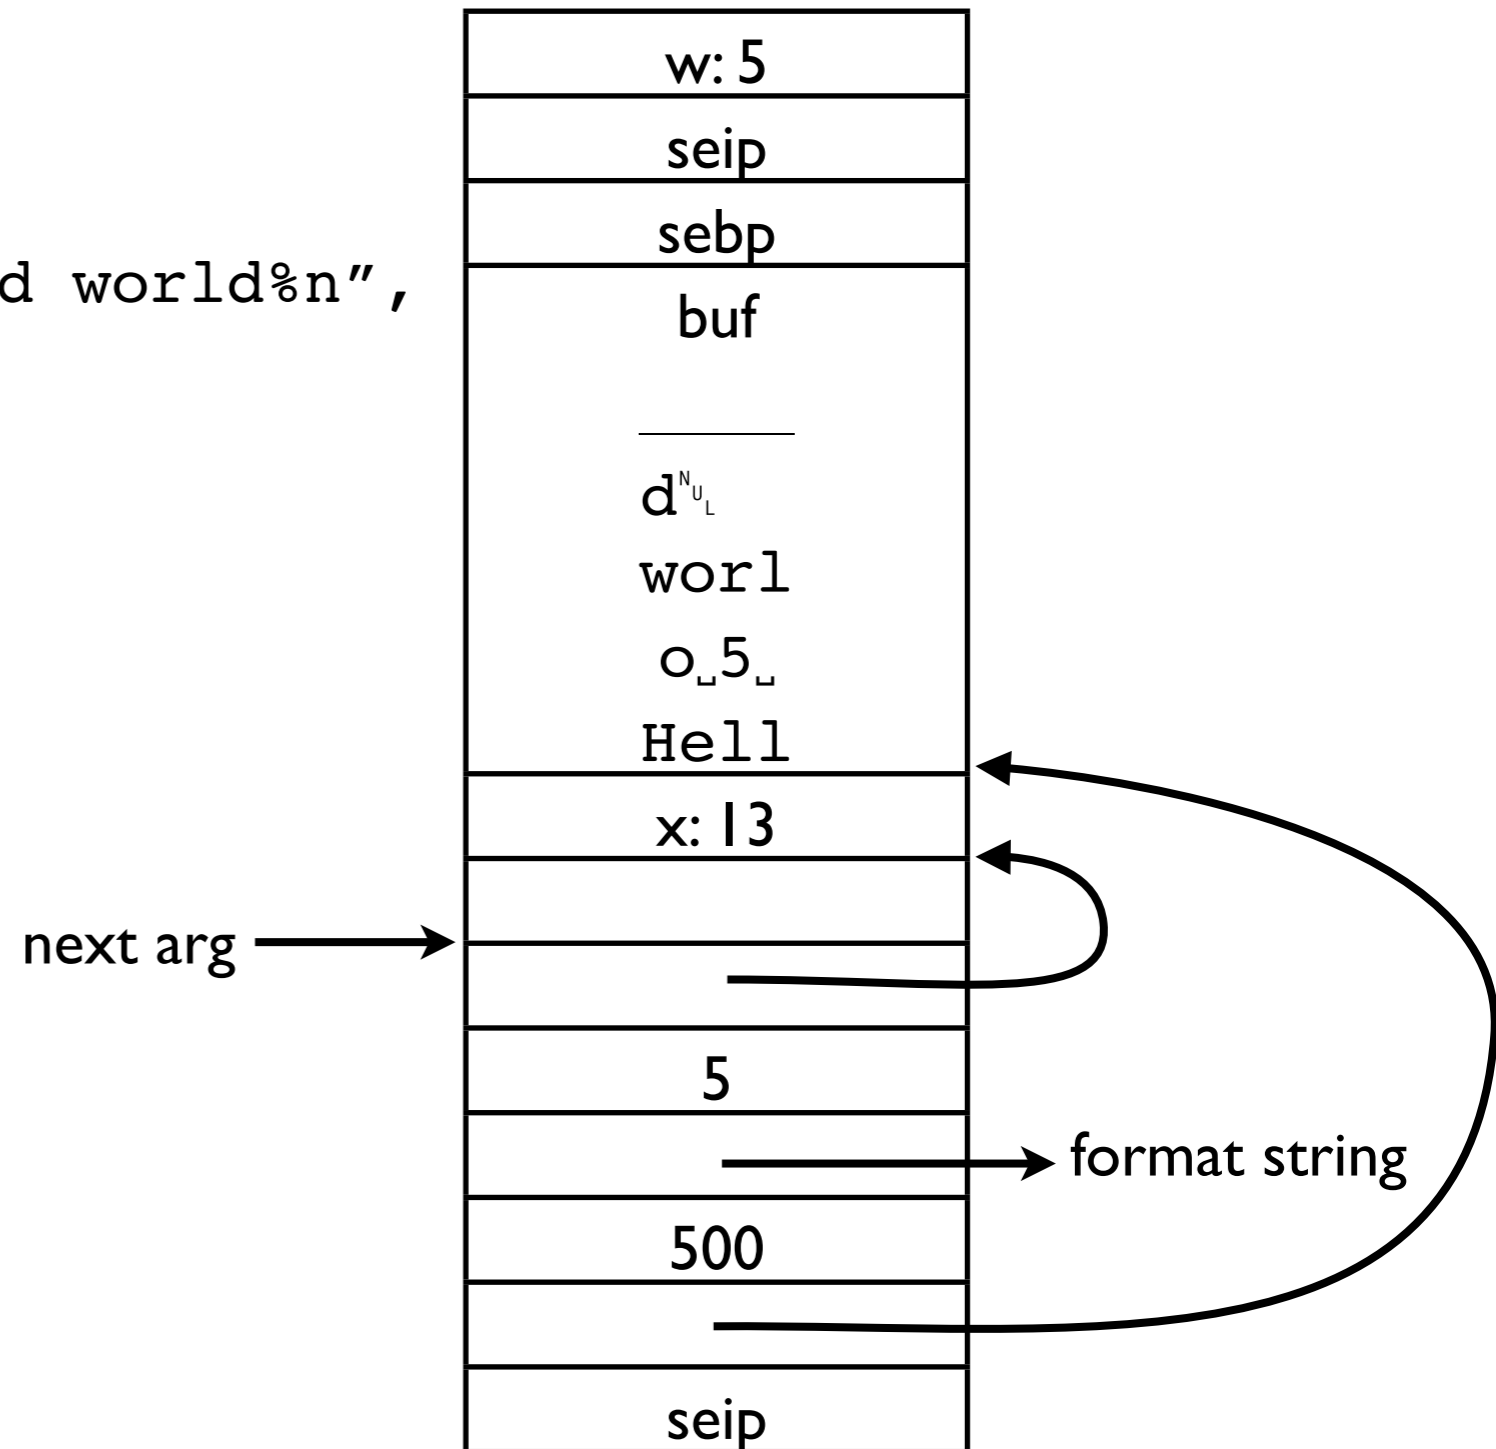 w: 5
seip
sebp
d world%n”,
buf
d␀
worl
o␣5␣
Hell
x: 13
next arg
5
format string
500
seip